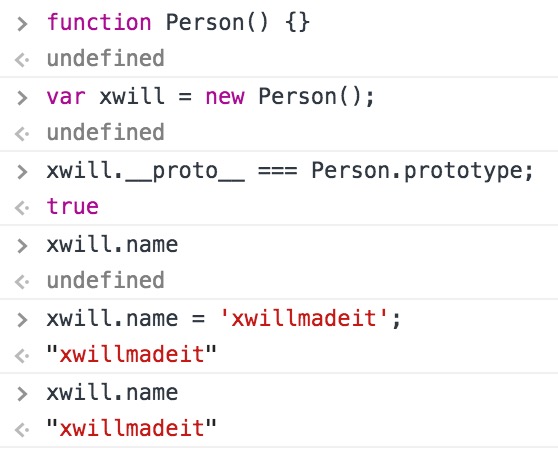 > function Person() {}
<· undefined
> var xwill = new Person();
<· undefined
> xwill.__proto__ === Person.prototype;
<· true
> xwill.name
<· undefined
> xwill.name = 'xwillmadeit';
<· "xwillmadeit"
> xwill.name
<· "xwillmadeit"